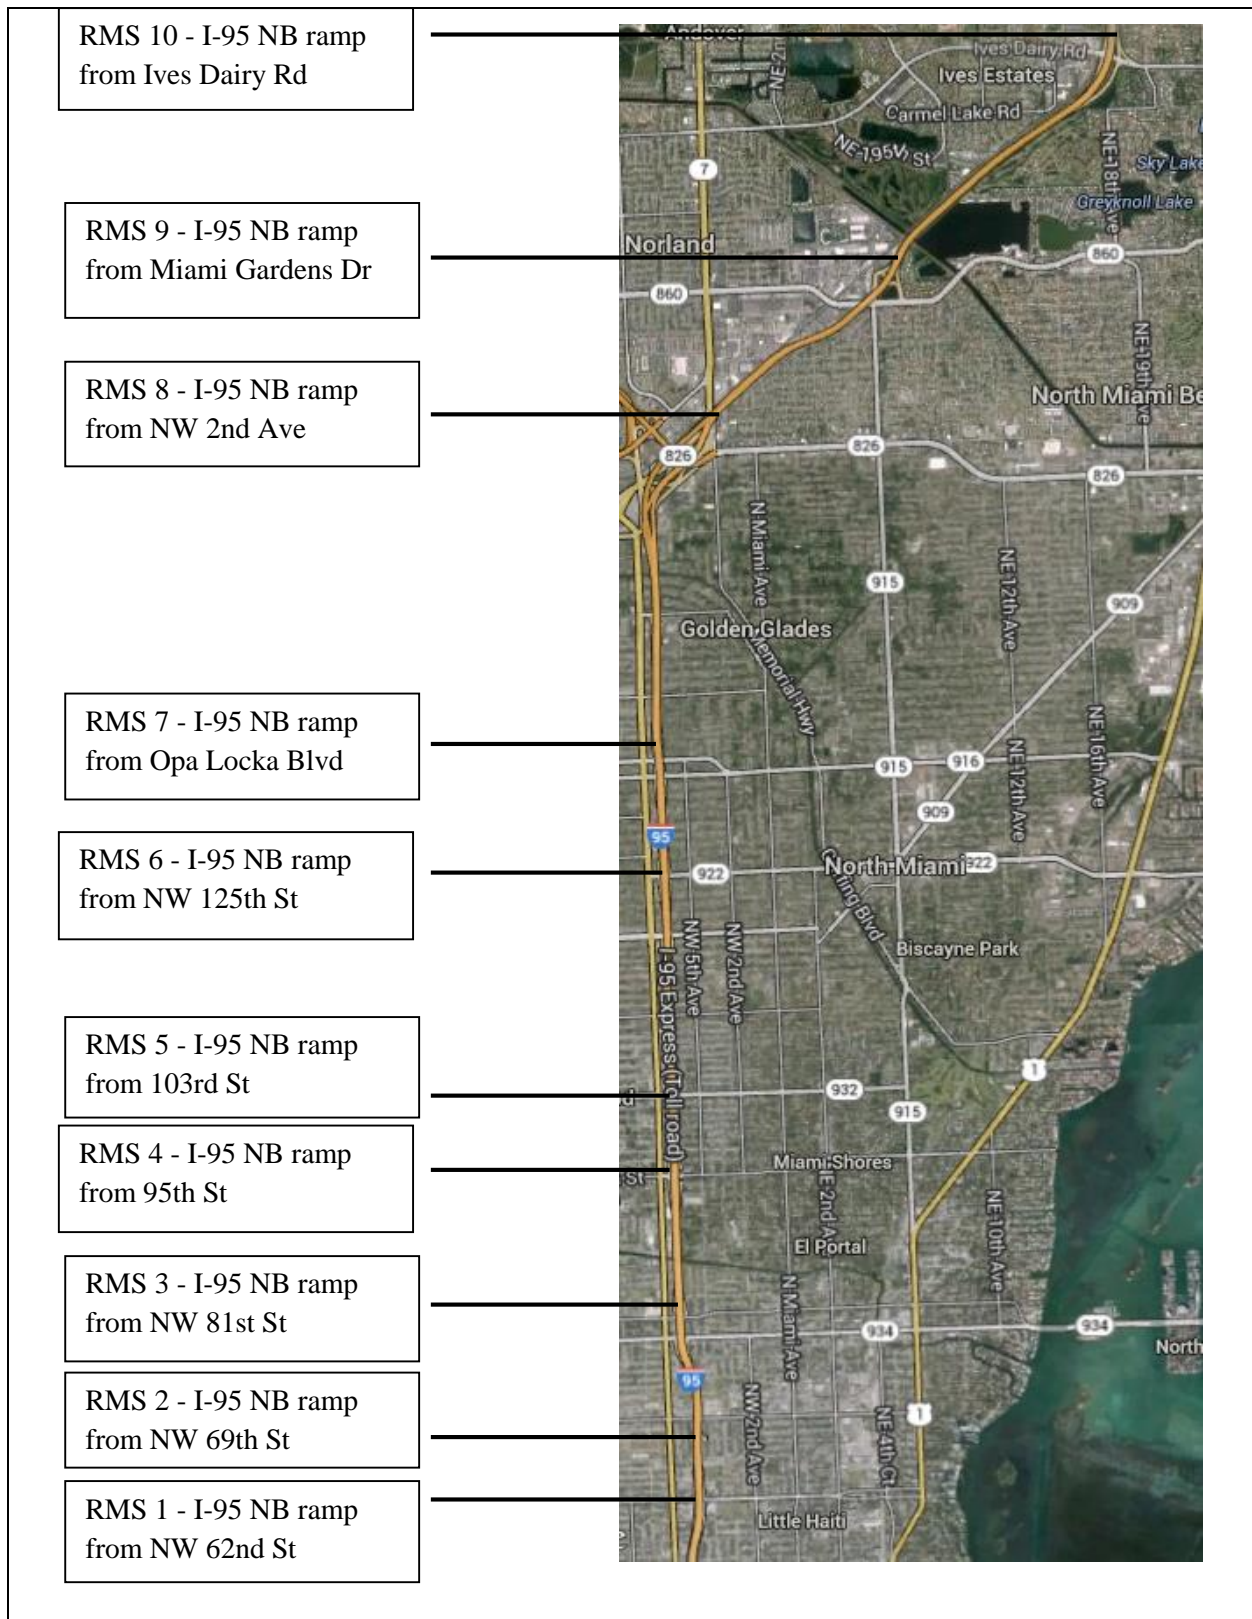 RMS 10 - I-95 NB ramp
from Ives Dairy Rd
RMS 9 - I-95 NB ramp
from Miami Gardens Dr
RMS 8 - I-95 NB ramp
from NW 2nd Ave
RMS 7 - I-95 NB ramp
from Opa Locka Blvd
RMS 6 - I-95 NB ramp
from NW 125th St
RMS 5 - I-95 NB ramp
from 103rd St
RMS 4 - I-95 NB ramp
from 95th St
RMS 3 - I-95 NB ramp
from NW 81st St
RMS 2 - I-95 NB ramp
from NW 69th St
RMS 1 - I-95 NB ramp
from NW 62nd St
Andover
Ives Dairy Rd
Ives Estates
Carmel Lake Rd
NE 195th St
7
NE 18th Ave
Sky Lake
Greyknoll Lake
Norland
860
860
NE 19th Ave
North Miami Be
826
826
826
N Miami Ave
NE 12th Ave
915
909
Golden Glades
Memorial Hwy
NE 16th Ave
915
916
NE 12th Ave
909
95
922
North Miami
922
Biscayne Park
NW 5th Ave
NW 2nd Ave
I-95 Express (Toll road)
1
932
915
St
Miami Shores
NE 10th Ave
El Portal
N Miami Ave
934
934
North
95
NW 2nd Ave
NE 4th Ct
1
Little Haiti